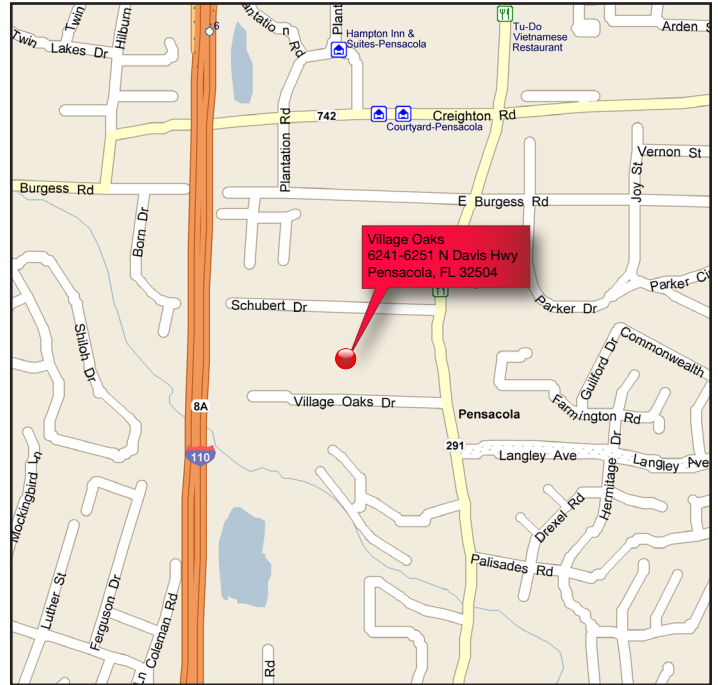 Twin
Lakes Dr
Twin
Hilburn
6
Plantation
Rd
Plant
Hampton Inn &
Suites-Pensacola
Tu-Do
Vietnamese
Restaurant
Arden S
742
Creighton Rd
Courtyard-Pensacola
Plantation Rd
Vernon St
Joy St
Burgess Rd
E Burgess Rd
Born Dr
Village Oaks
6241-6251 N Davis Hwy
Pensacola, FL 32504
Schubert Dr
Parker Dr
Parker Cir
Shiloh Dr
Guilford Dr
Commonwealth
8A
Village Oaks Dr
Pensacola
Farmington Rd
291
Langley Ave
Langley Ave
110
Mockingbird Ln
Hermitage Dr
Drexel Rd
Palisades Rd
Luther St
Ferguson Dr
Coleman Rd
Ln
Rd